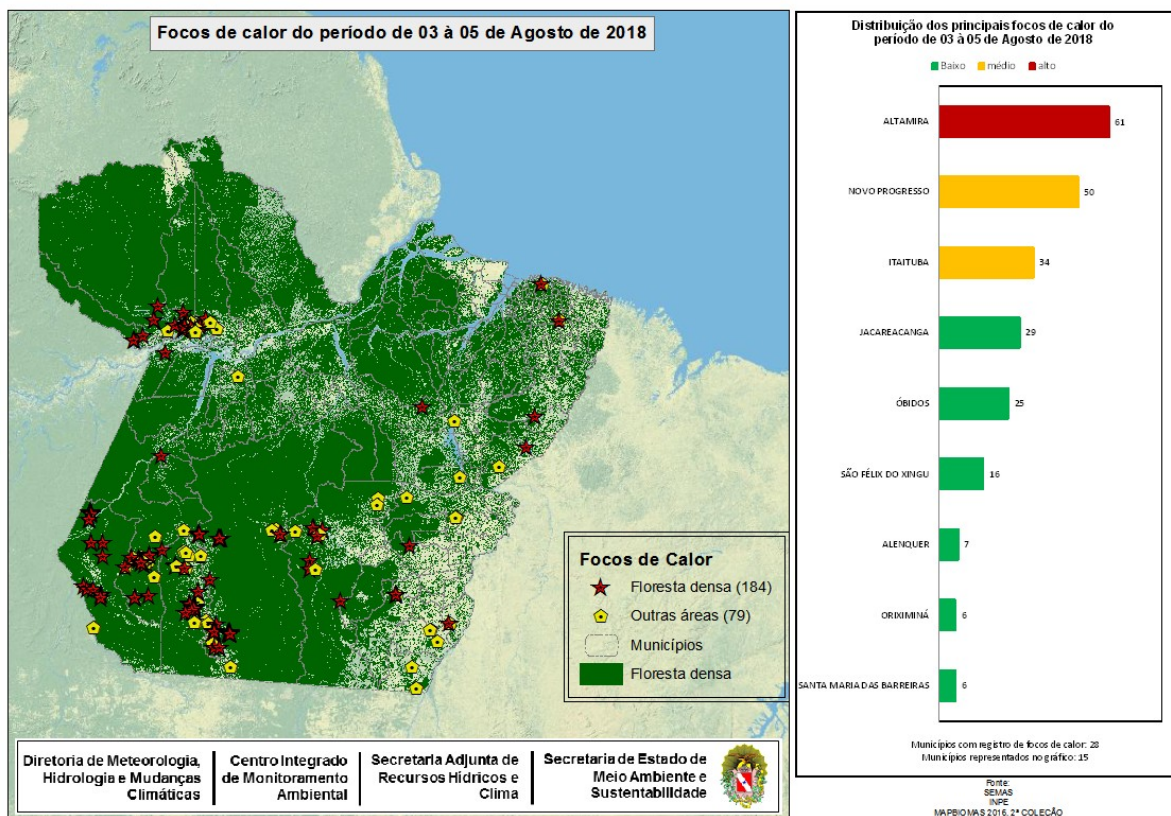 Focos de calor do período de 03 à 05 de Agosto de 2018
Focos de Calor
Floresta densa (184)
Outras áreas (79)
Municípios
Floresta densa
Diretoria de Meteorologia,
Hidrologia e Mudanças
Climáticas
Centro Integrado
de Monitoramento
Ambiental
Secretaria Adjunta de
Recursos Hídricos e
Clima
Secretaria de Estado de
Meio Ambiente e
Sustentabilidade
Distribuição dos principais focos de calor do
período de 03 à 05 de Agosto de 2018
Baixo médio alto
ALTAMIRA 61
NOVO PROGRESSO 50
ITAITUBA 34
JACAREACANGA 29
ÓBIDOS 25
SÃO FÉLIX DO XINGU 16
ALENQUER 7
ORIXIMINÁ 6
SANTA MARIA DAS BARREIRAS 6
Municípios com registro de focos de calor: 28
Municípios representados no gráfico: 15
Fonte:
SEMAS
INPE
MAPBIOMAS 2016, 2ª COLEÇÃO